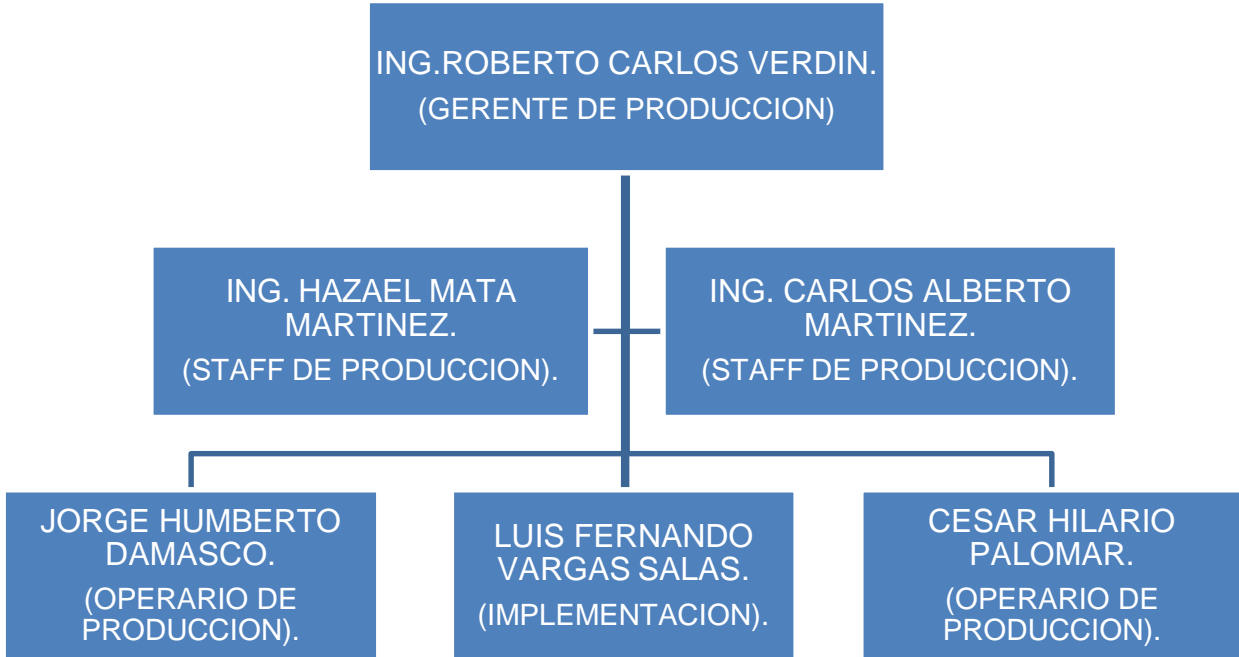 ING.ROBERTO CARLOS VERDIN.
(GERENTE DE PRODUCCION)
ING. HAZAEL MATA
MARTINEZ.
(STAFF DE PRODUCCION).
ING. CARLOS ALBERTO
MARTINEZ.
(STAFF DE PRODUCCION).
JORGE HUMBERTO
DAMASCO.
(OPERARIO DE
PRODUCCION).
LUIS FERNANDO
VARGAS SALAS.
(IMPLEMENTACION).
CESAR HILARIO
PALOMAR.
(OPERARIO DE
PRODUCCION).